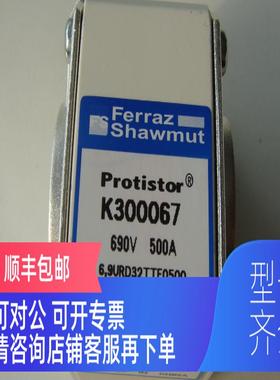 FS Ferraz
Shawmut
Protistor®
K300067
690V 500A
6,9URD32TTF0500
顺丰包邮
可对公 可开专票
请咨询店铺客服再下单
型
齐